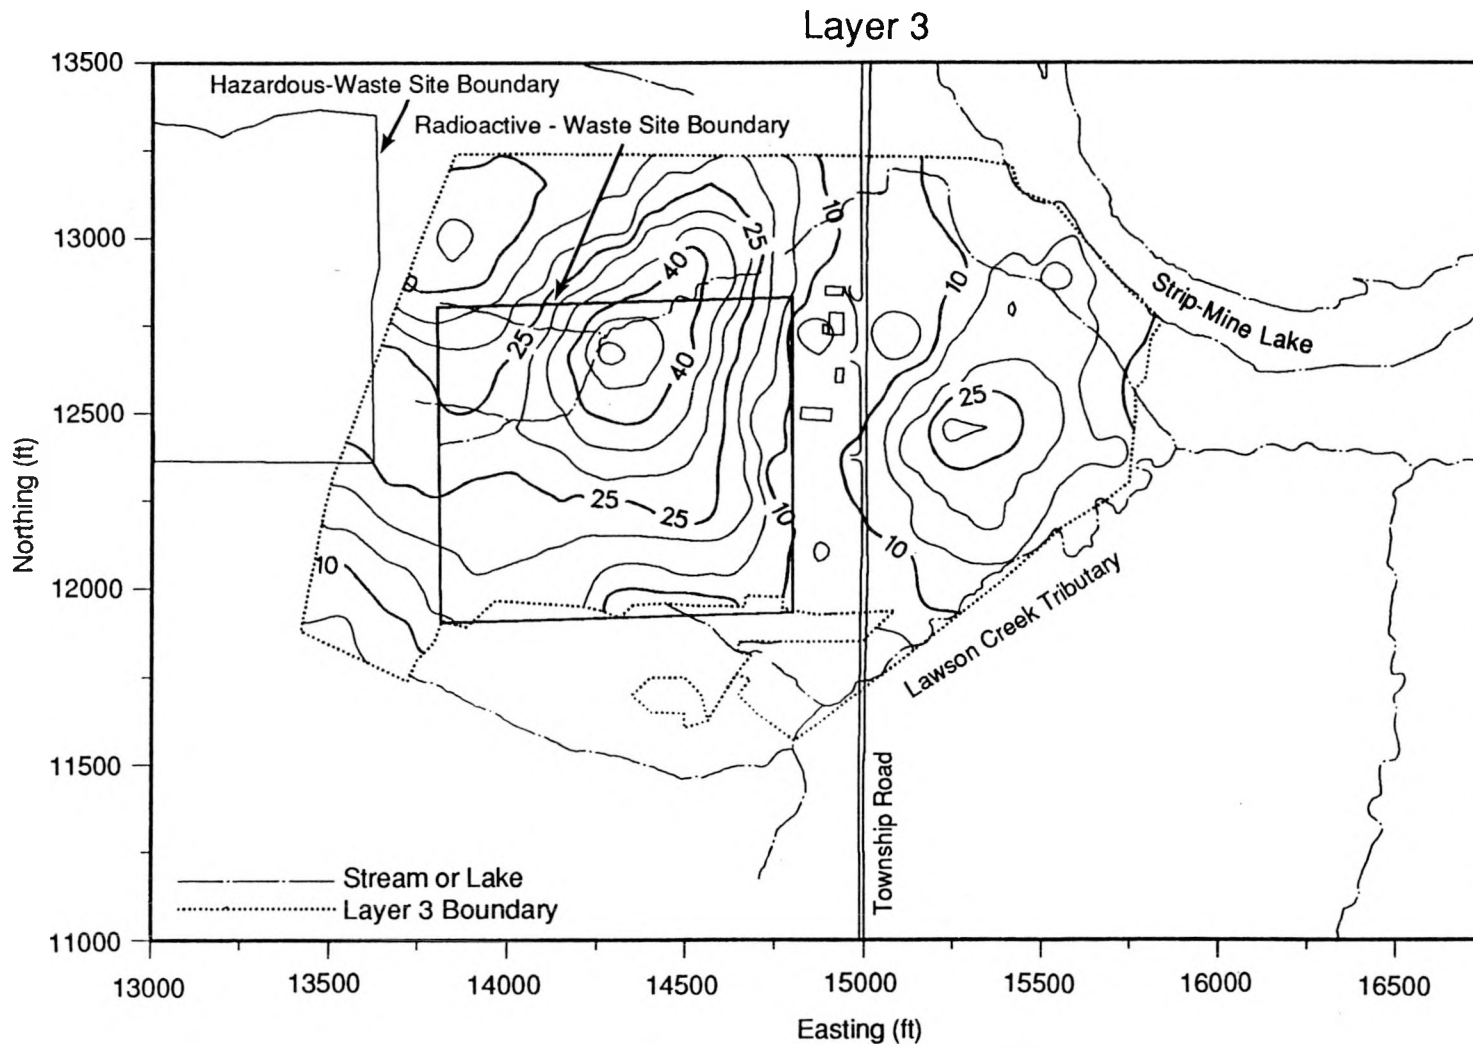 Layer 3
13500
Hazardous-Waste Site Boundary
Radioactive - Waste Site Boundary
13000
10
25
40
10
Strip-Mine Lake
25
40
25
12500
Northing (ft)
25
25
10
10
10
12000
Lawson Creek Tributary
11500
Township Road
Stream or Lake
Layer 3 Boundary
11000
13000
13500
14000
14500
15000
15500
16000
16500
Easting (ft)